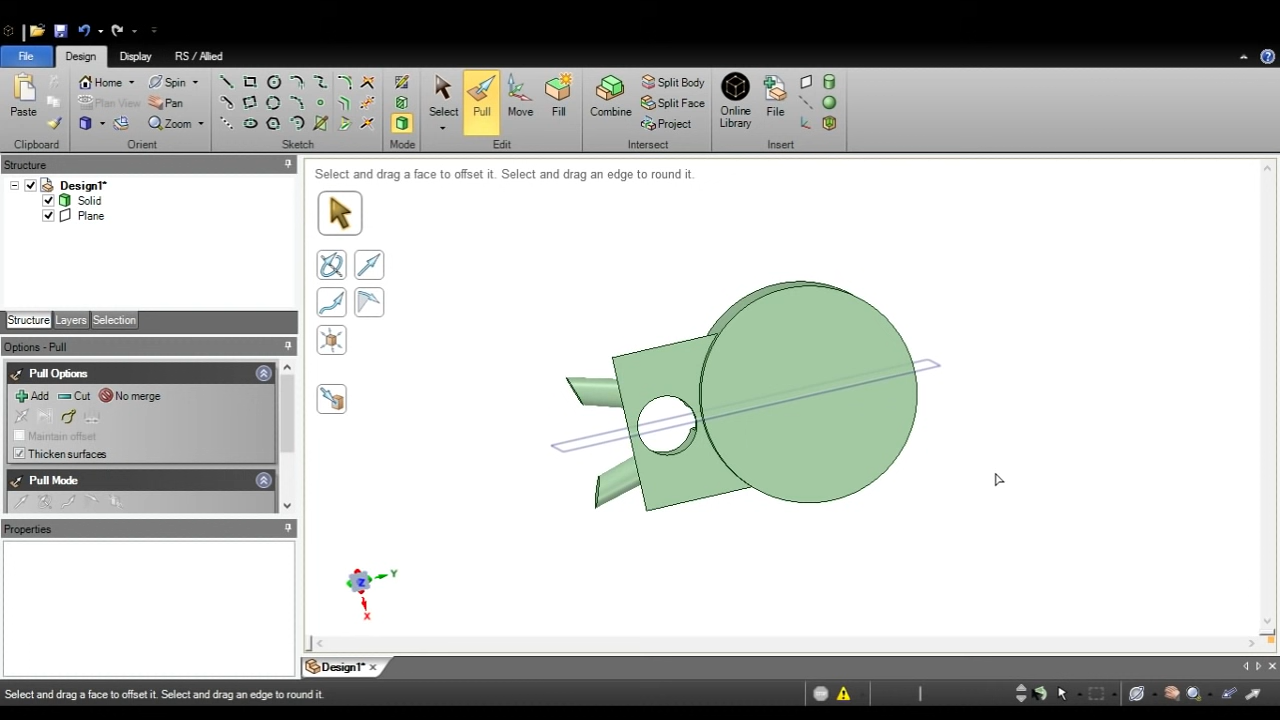 File Design Display RS / Allied
Paste Home Spin Select Pull Move Fill Combine Split Body Online Library File
Plan View Pan Split Face
Zoom Project
Clipboard Orient Sketch Mode Edit Intersect Insert
Structure
Design1*
Solid
Plane
Structure Layers Selection
Options - Pull
Pull Options
Add Cut No merge
Maintain offset
Thicken surfaces
Pull Mode
Properties
Select and drag a face to offset it. Select and drag an edge to round it.
Z Y
X
Design1*
Select and drag a face to offset it. Select and drag an edge to round it.